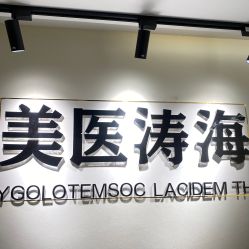 美医涛海
YGOLOTEMSOC LACIDEM TH